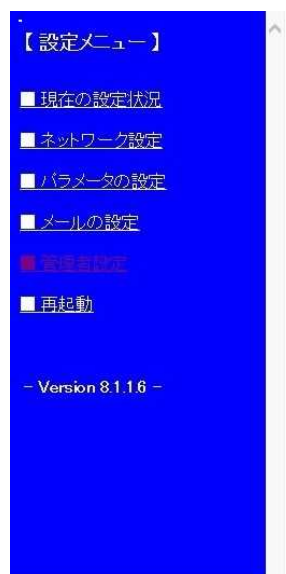 【 設定メニュー 】
■ 現在の設定状況
■ ネットワーク設定
■ パラメータの設定
■ メールの設定
■ 管理者設定
■ 再起動
− Version 8.1.1.6 −